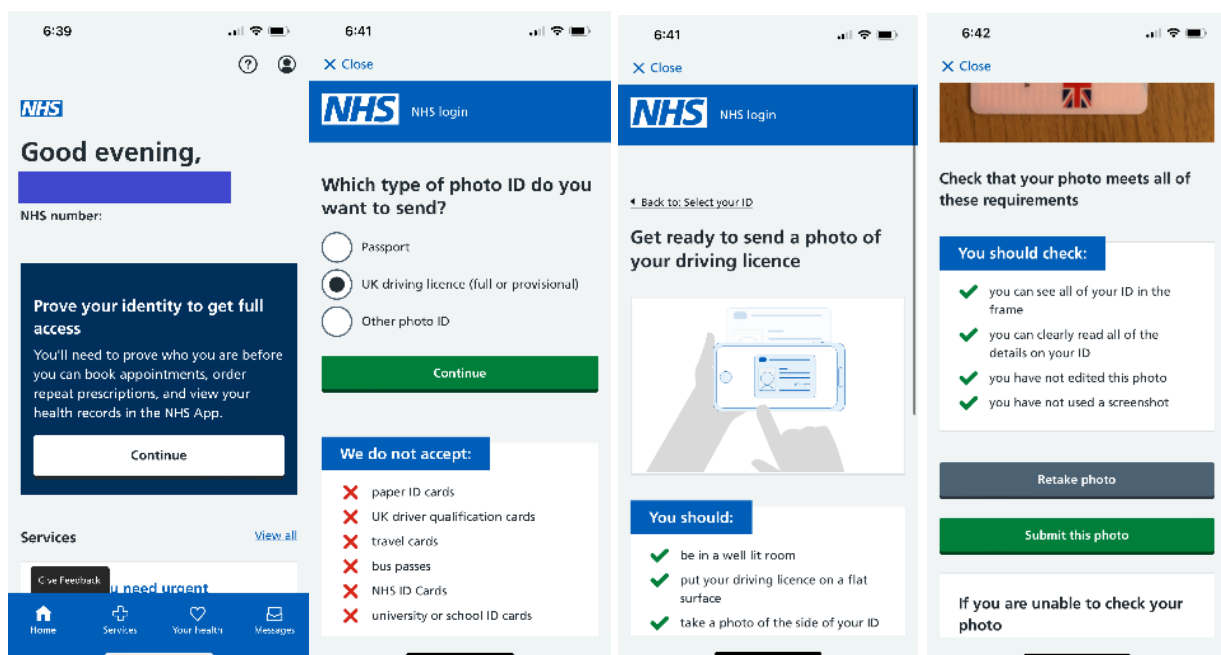 6:39
NHS
Good evening,
NHS number:
Prove your identity to get full
access
You'll need to prove who you are before
you can book appointments, order
repeat prescriptions, and view your
health records in the NHS App.
Continue
Services
View all
Give Feedback
u need urgent
Home
Services
Your health
Messages
6:41
X Close
NHS NHS login
Which type of photo ID do you
want to send?
Passport
UK driving licence (full or provisional)
Other photo ID
Continue
We do not accept:
paper ID cards
UK driver qualification cards
travel cards
bus passes
NHS ID Cards
university or school ID cards
6:41
X Close
NHS NHS login
Back to: Select your ID
Get ready to send a photo of
your driving licence
You should:
be in a well lit room
put your driving licence on a flat
surface
take a photo of the side of your ID
6:42
X Close
Check that your photo meets all of
these requirements
You should check:
you can see all of your ID in the
frame
you can clearly read all of the
details on your ID
you have not edited this photo
you have not used a screenshot
Retake photo
Submit this photo
If you are unable to check your
photo